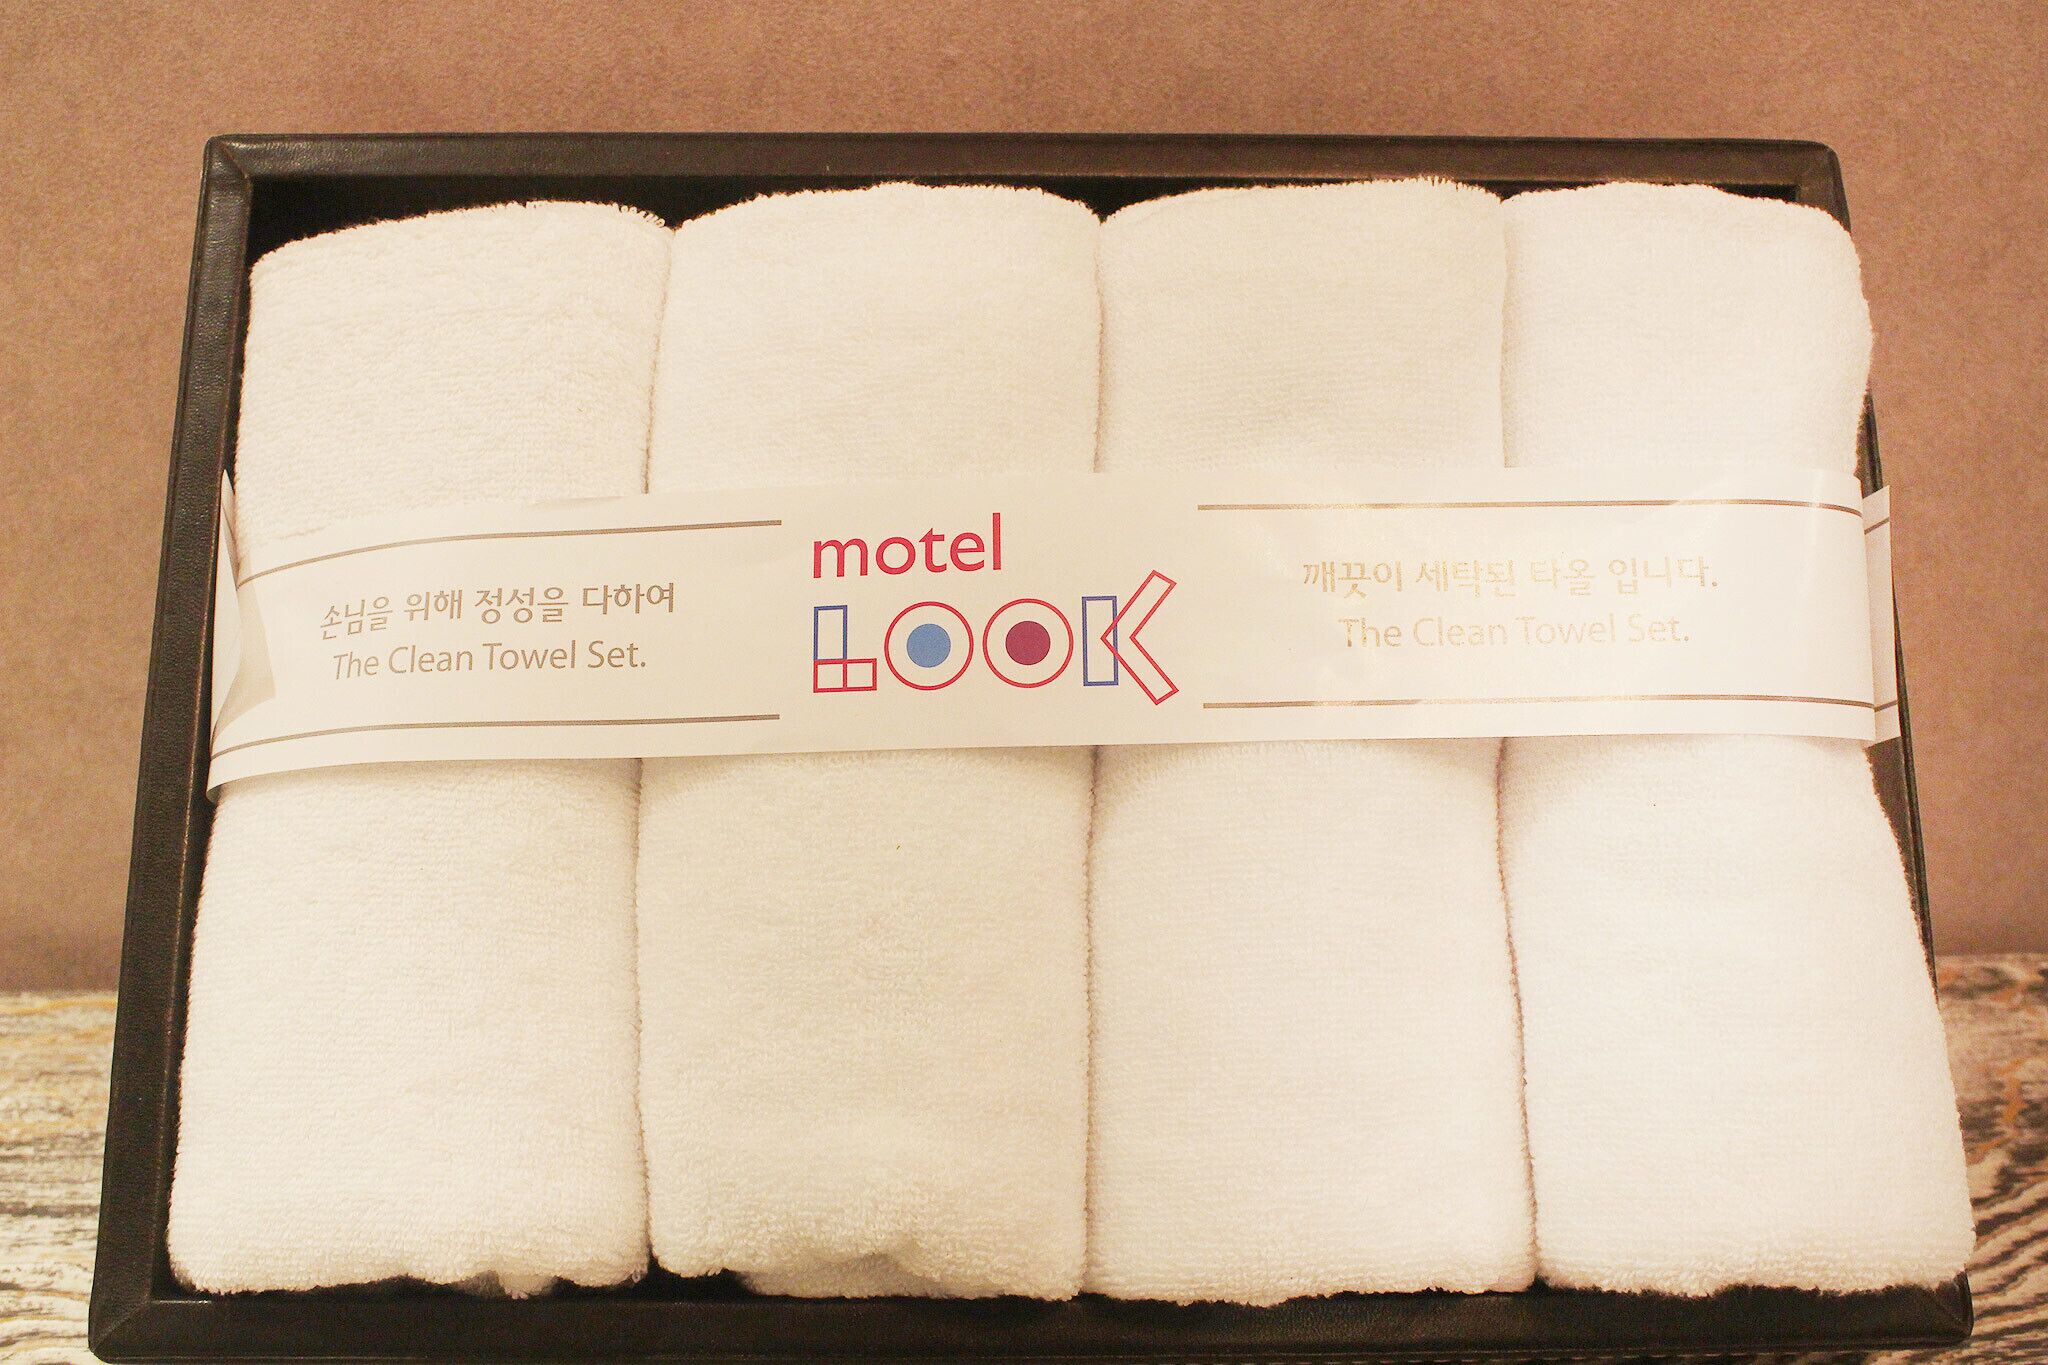 손님을 위해 정성을 다하여
The Clean Towel Set.
motel
LOOK
깨끗이 세탁된 타올 입니다.
The Clean Towel Set.